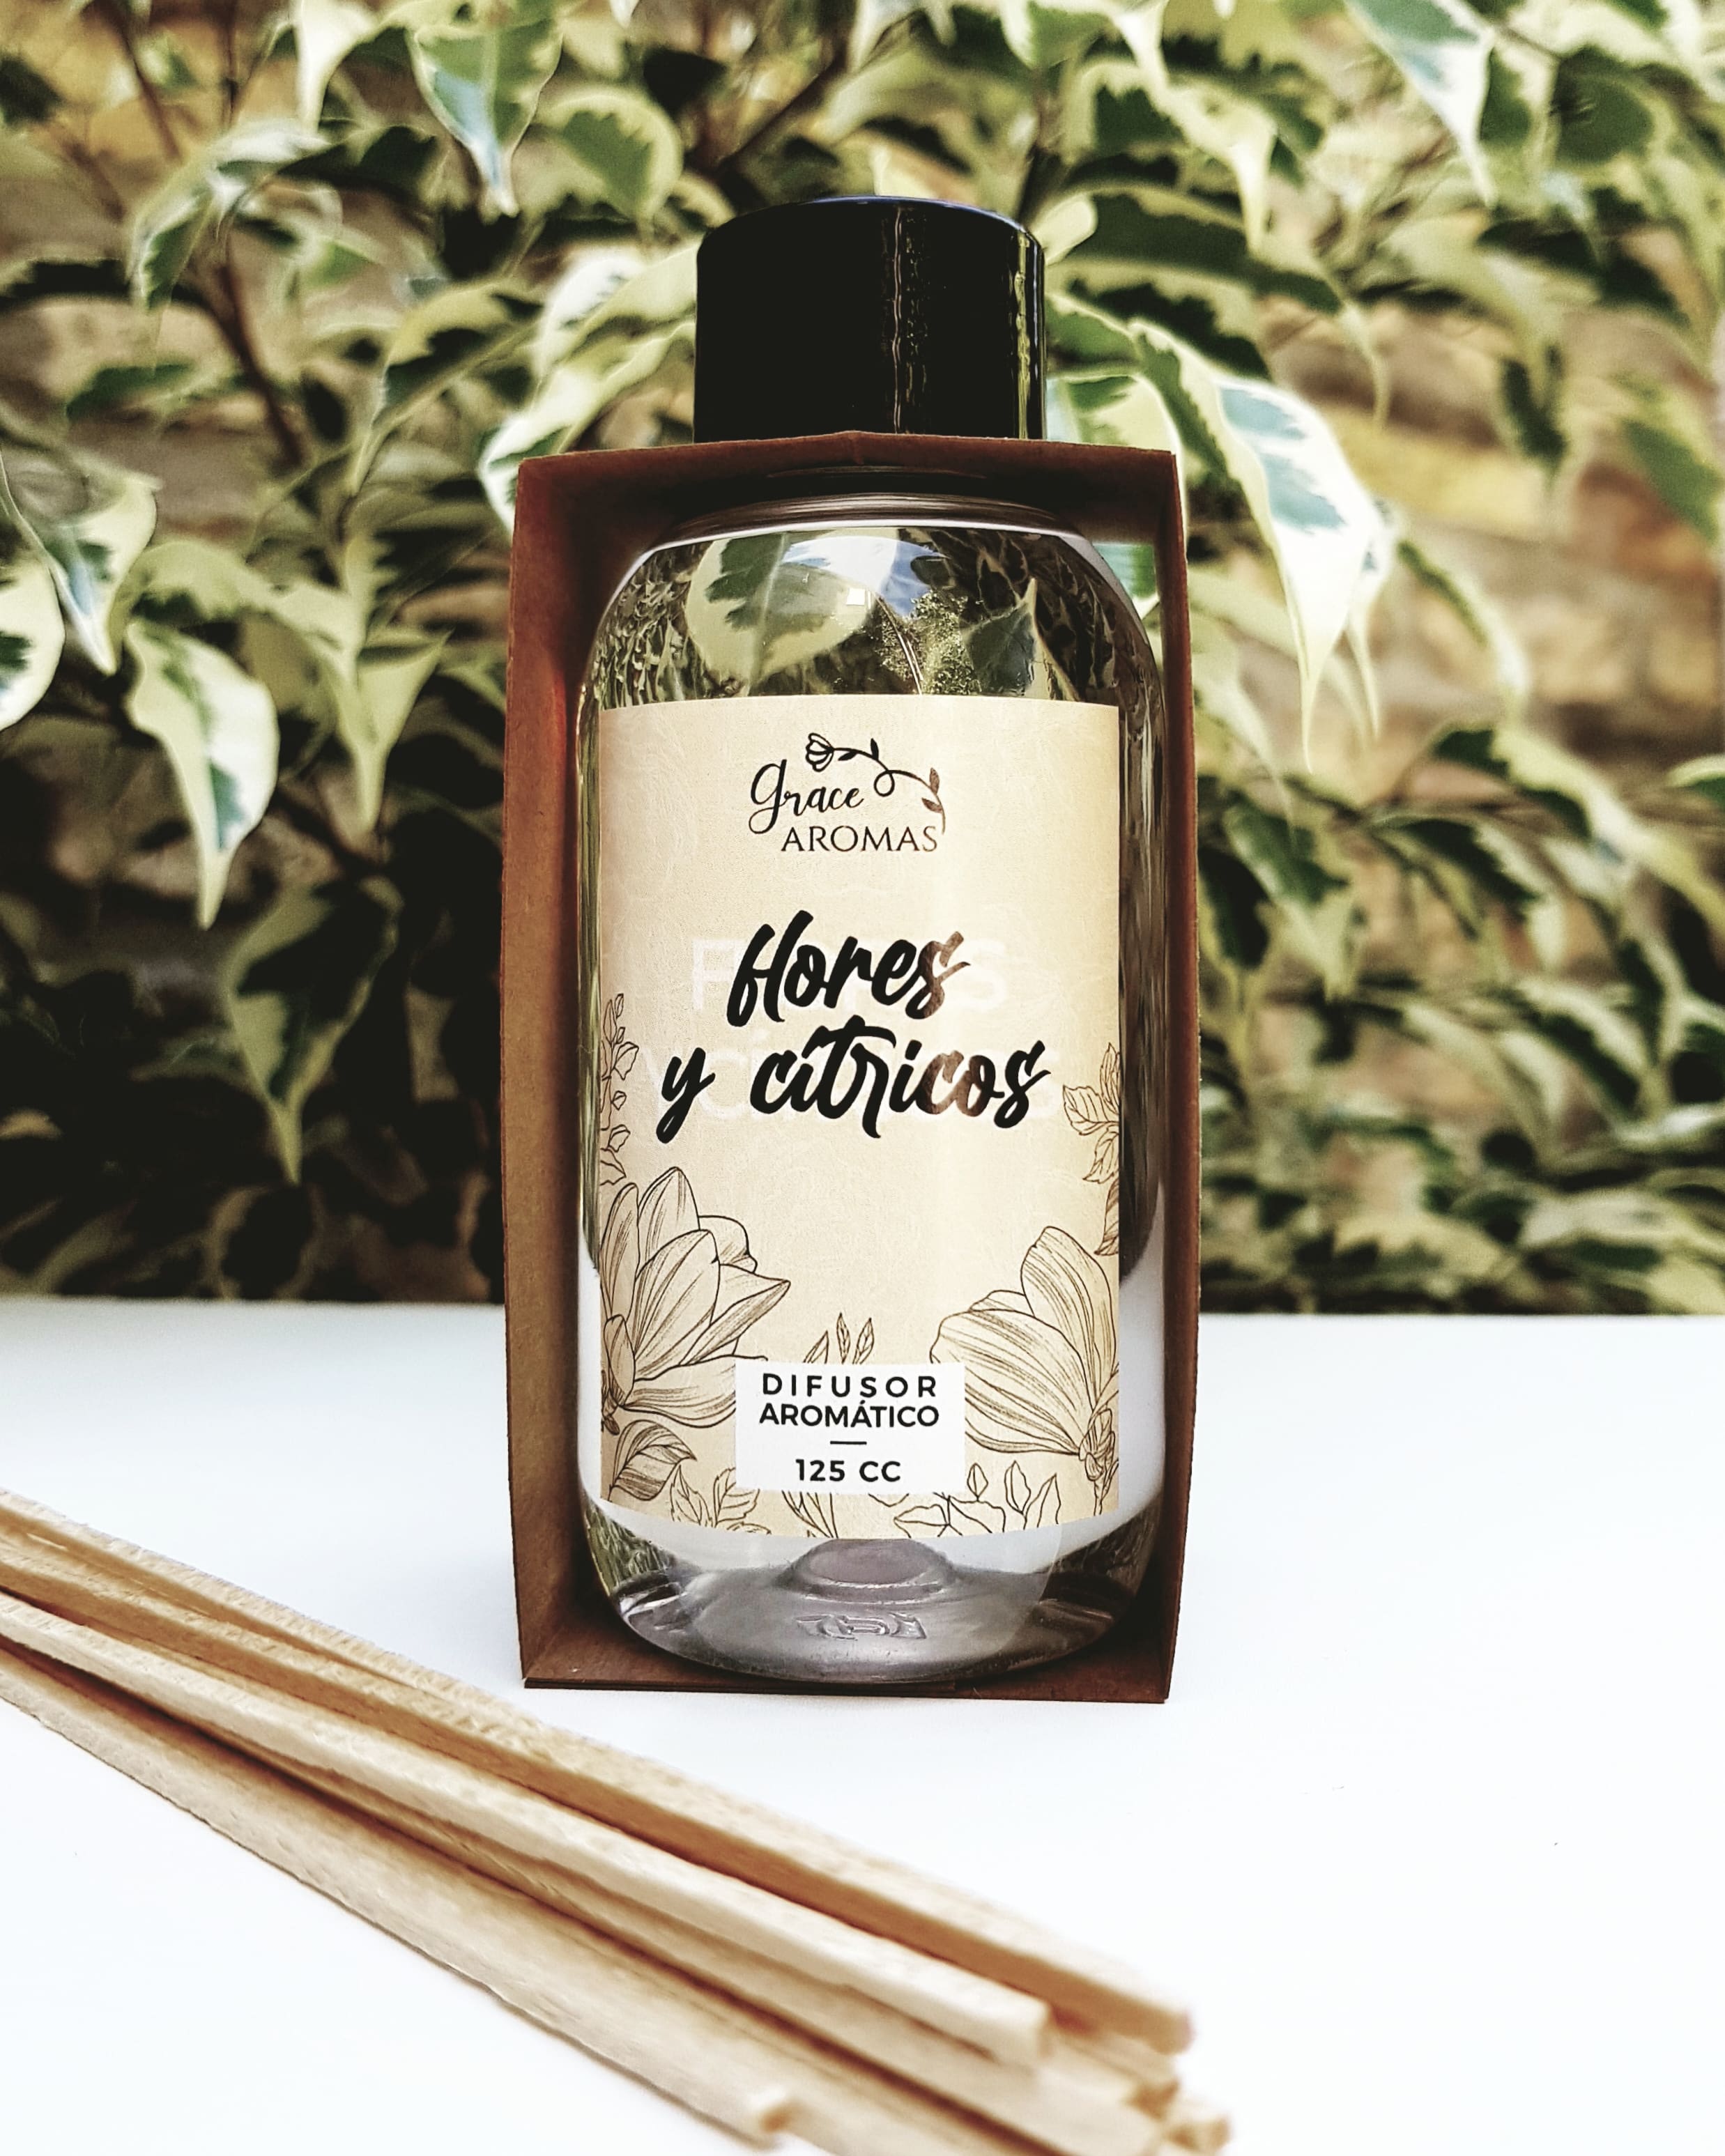 grace
AROMAS
flores
y cítricos
DIFUSOR
AROMÁTICO
125 CC